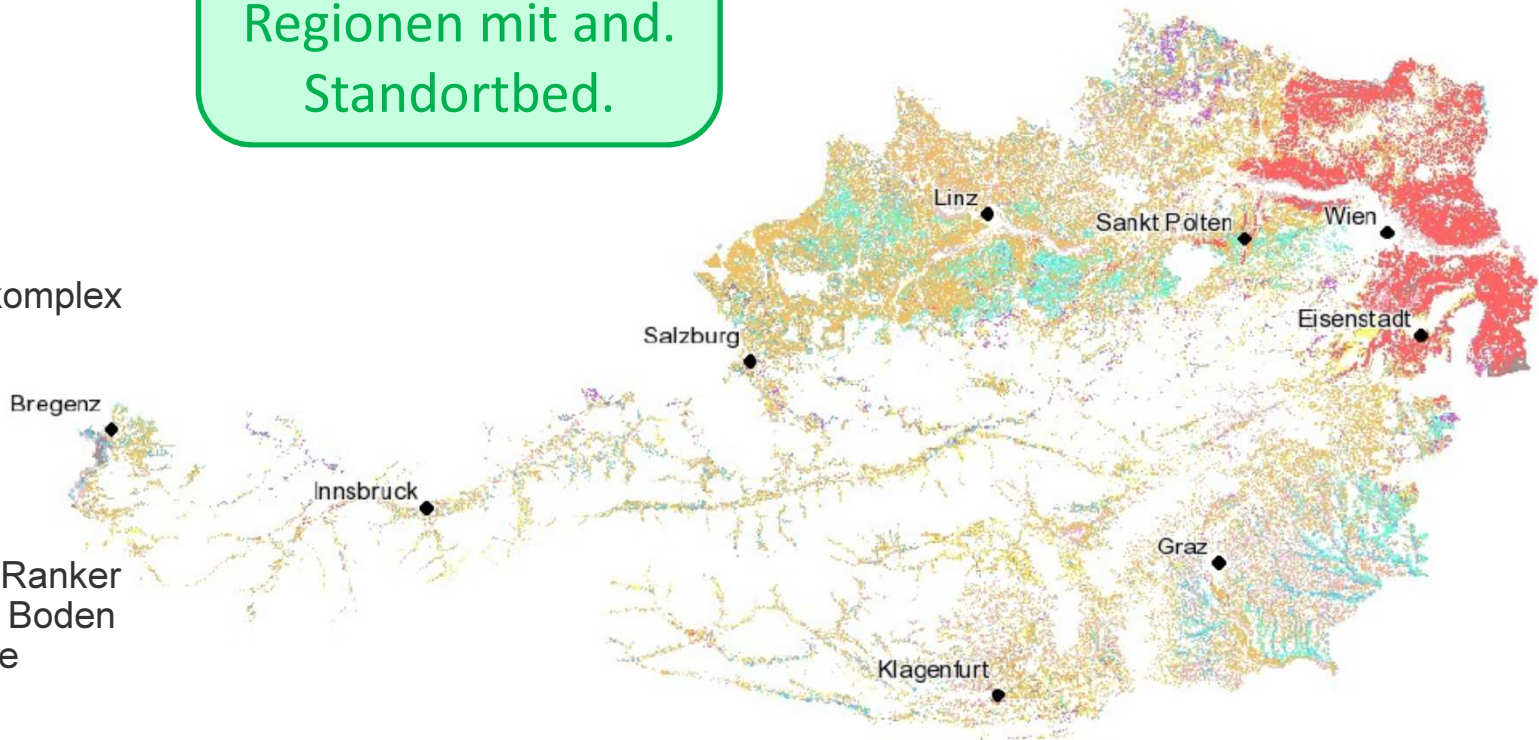 Regionen mit and.
Standortbed.
Linz
Sankt Pölten
Wien
komplex
Eisenstadt
Salzburg
Bregenz
Innsbruck
Graz
Ranker
Boden
e
Klagenfurt